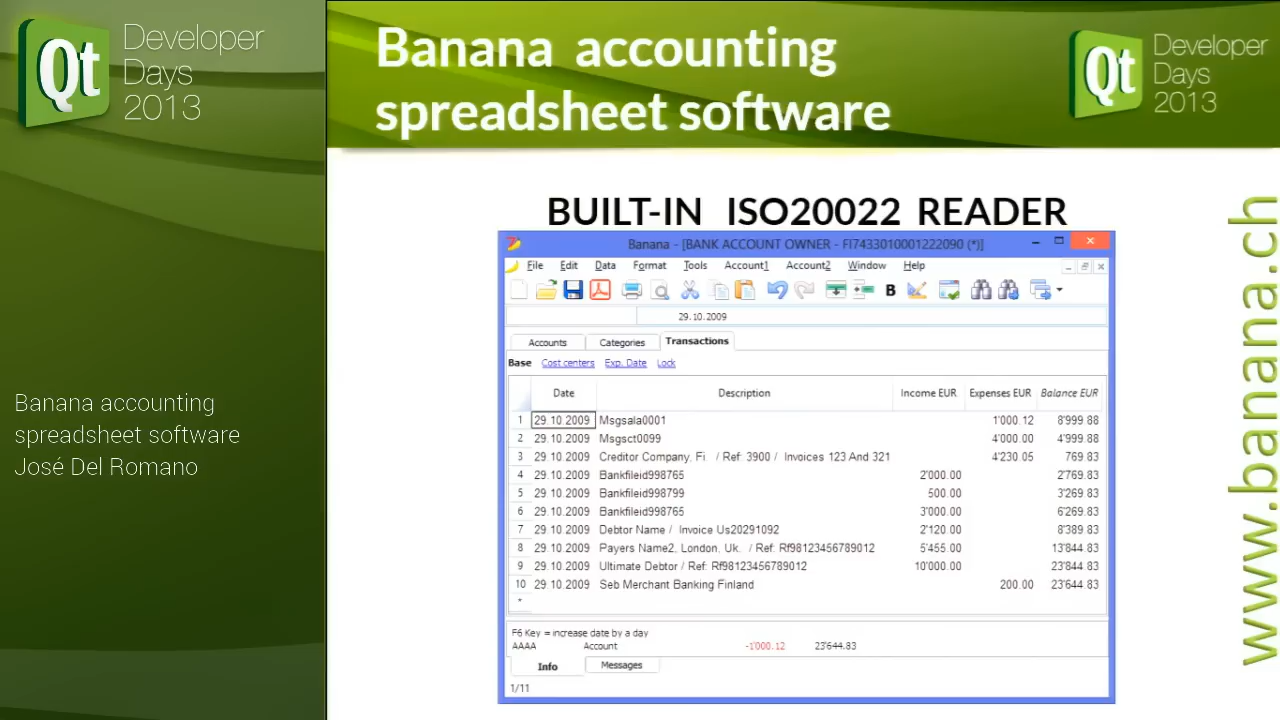 Qt Developer
Days
2013
Banana accounting
spreadsheet software
Qt Developer
Days
2013
Banana accounting
spreadsheet software
José Del Romano
BUILT-IN ISO20022 READER
www.banana.ch
Banana - [BANK ACCOUNT OWNER - FI7433010001222090 (*)]
File Edit Data Format Tools Account1 Account2 Window Help
B
29.10.2009
Accounts Categories Transactions
Base Cost centers Exp. Date Lock
Date Description Income EUR Expenses EUR Balance EUR
1 29.10.2009 Msgsala0001 1'000.12 8'999.88
2 29.10.2009 Msgsct0099 4'000.00 4'999.88
3 29.10.2009 Creditor Company, Fi / Ref: 3900 / Invoices 123 And 321 4'230.05 769.83
4 29.10.2009 Bankfileid998765 2'000.00 2'769.83
5 29.10.2009 Bankfileid998799 500.00 3'269.83
6 29.10.2009 Bankfileid998765 3'000.00 6'269.83
7 29.10.2009 Debtor Name / Invoice Us20291092 2'120.00 8'389.83
8 29.10.2009 Payers Name2, London, Uk. / Ref: Rf98123456789012 5'455.00 13'844.83
9 29.10.2009 Ultimate Debtor / Ref: Rf98123456789012 10'000.00 23'844.83
10 29.10.2009 Seb Merchant Banking Finland 200.00 23'644.83
*
F6 Key = increase date by a day
AAAA Account -1'000.12 23'644.83
Info Messages
1/11